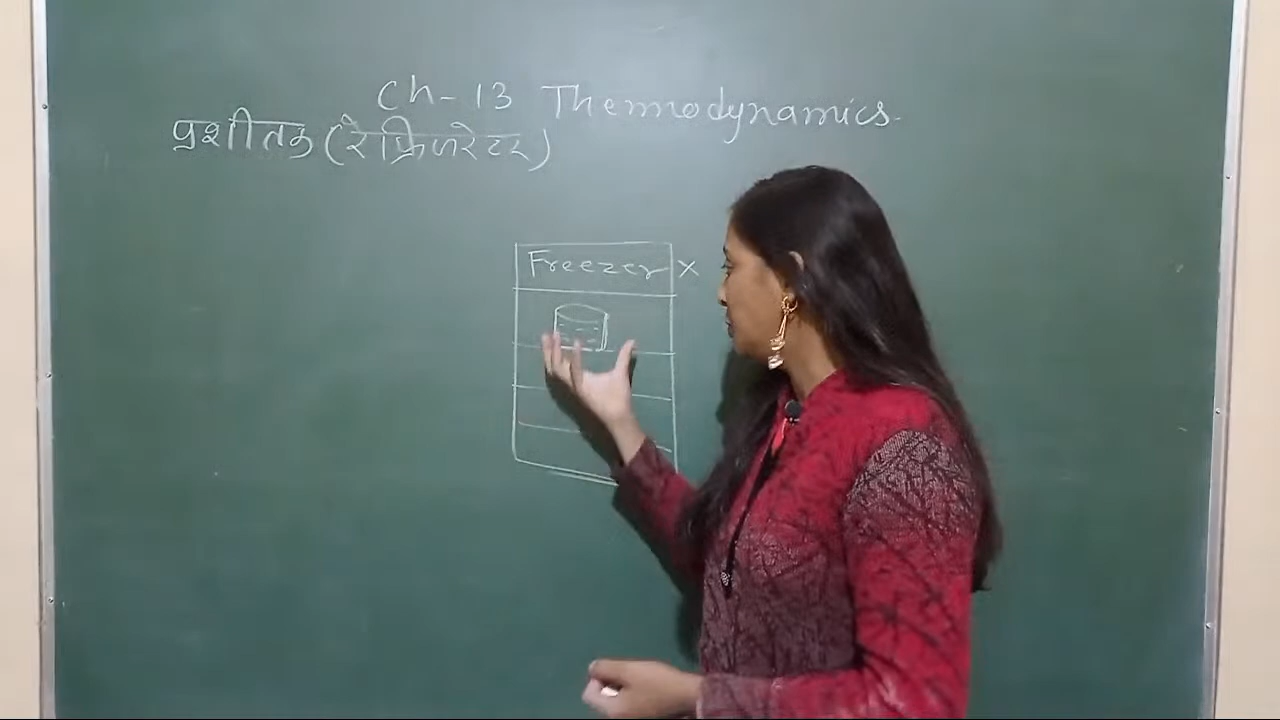 Ch- 13 Thermodynamics.
प्रशीतक (रेफ्रिजरेटर)
Freezer x